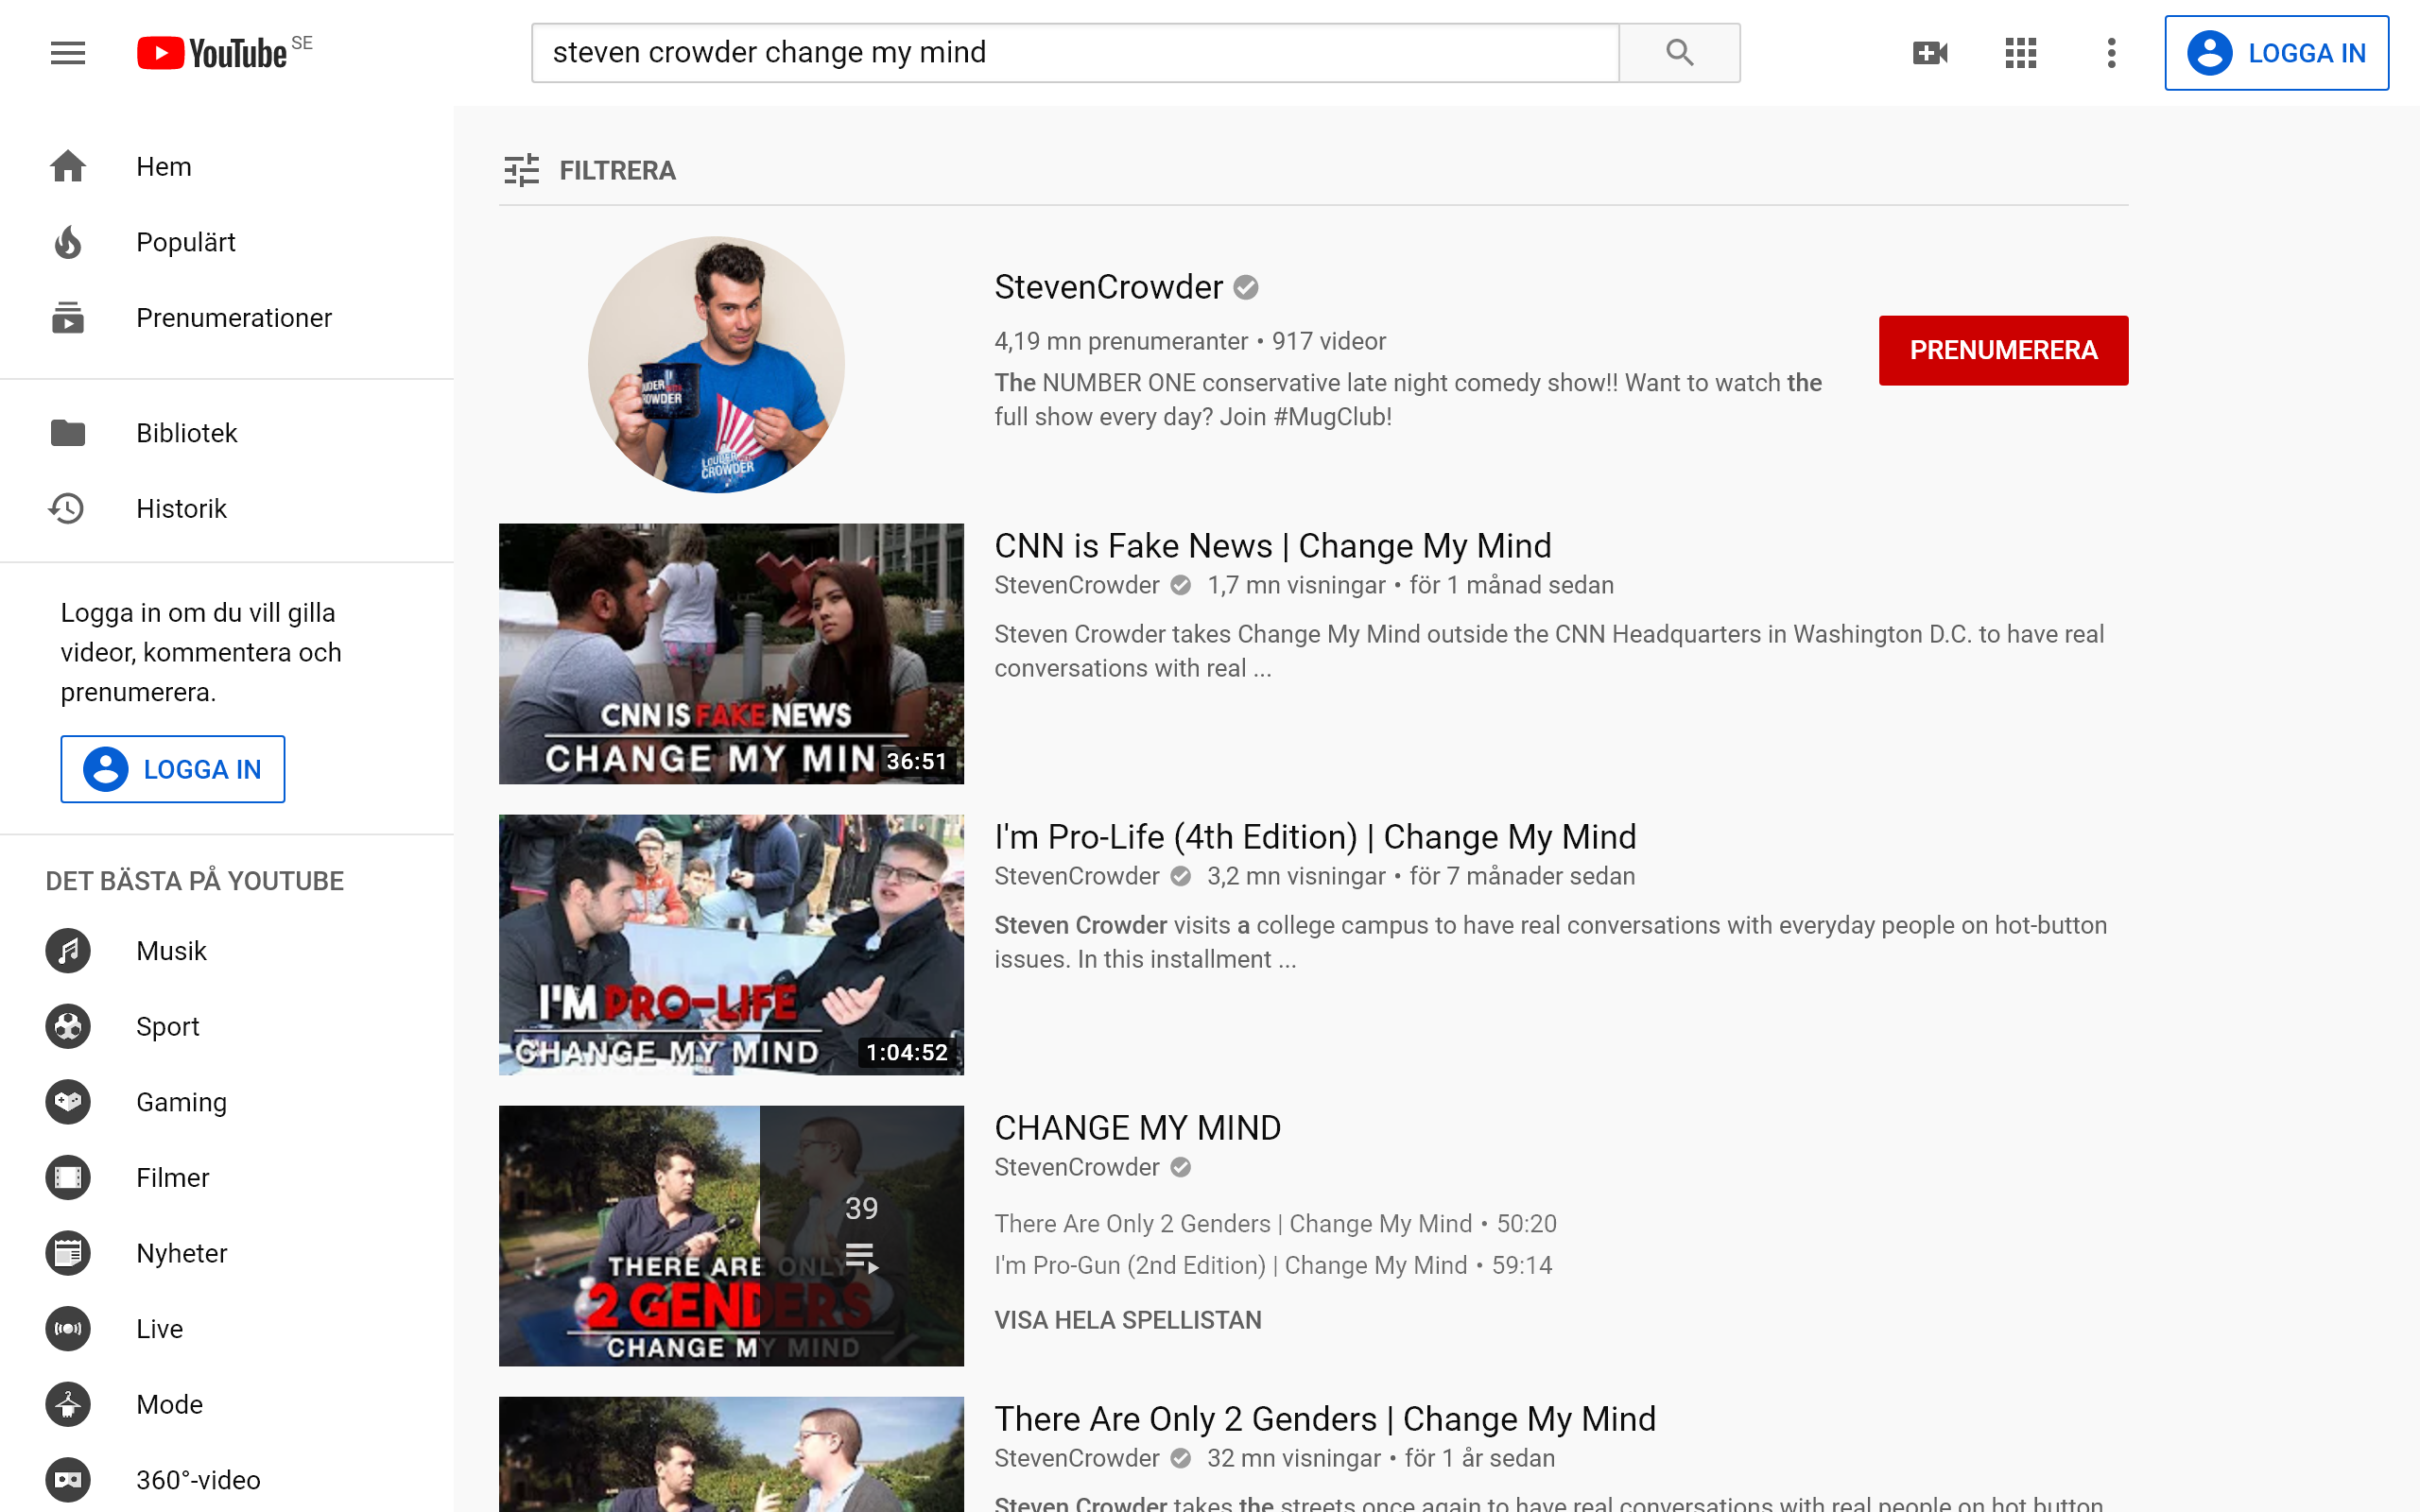 YouTube SE
steven crowder change my mind
LOGGA IN
Hem
Populärt
Prenumerationer
Bibliotek
Historik
Logga in om du vill gilla
videor, kommentera och
prenumerera.
LOGGA IN
DET BÄSTA PÅ YOUTUBE
Musik
Sport
Gaming
Filmer
Nyheter
Live
Mode
360°-video
FILTRERA
LOUDER
CROWDER
StevenCrowder
4,19 mn prenumeranter • 917 videor
The NUMBER ONE conservative late night comedy show!! Want to watch the
full show every day? Join #MugClub!
PRENUMERERA
CNN IS FAKE NEWS
CHANGE MY MIN
36:51
CNN is Fake News | Change My Mind
StevenCrowder 1,7 mn visningar • för 1 månad sedan
Steven Crowder takes Change My Mind outside the CNN Headquarters in Washington D.C. to have real
conversations with real ...
I'M PRO-LIFE
CHANGE MY MIND
1:04:52
I'm Pro-Life (4th Edition) | Change My Mind
StevenCrowder 3,2 mn visningar • för 7 månader sedan
Steven Crowder visits a college campus to have real conversations with everyday people on hot-button
issues. In this installment ...
THERE ARE ONLY
2 GENDERS
CHANGE MY MIND
39
CHANGE MY MIND
StevenCrowder
There Are Only 2 Genders | Change My Mind • 50:20
I'm Pro-Gun (2nd Edition) | Change My Mind • 59:14
VISA HELA SPELLISTAN
There Are Only 2 Genders | Change My Mind
StevenCrowder 32 mn visningar • för 1 år sedan
Steven Crowder takes the streets once again to have real conversations with real people on hot button